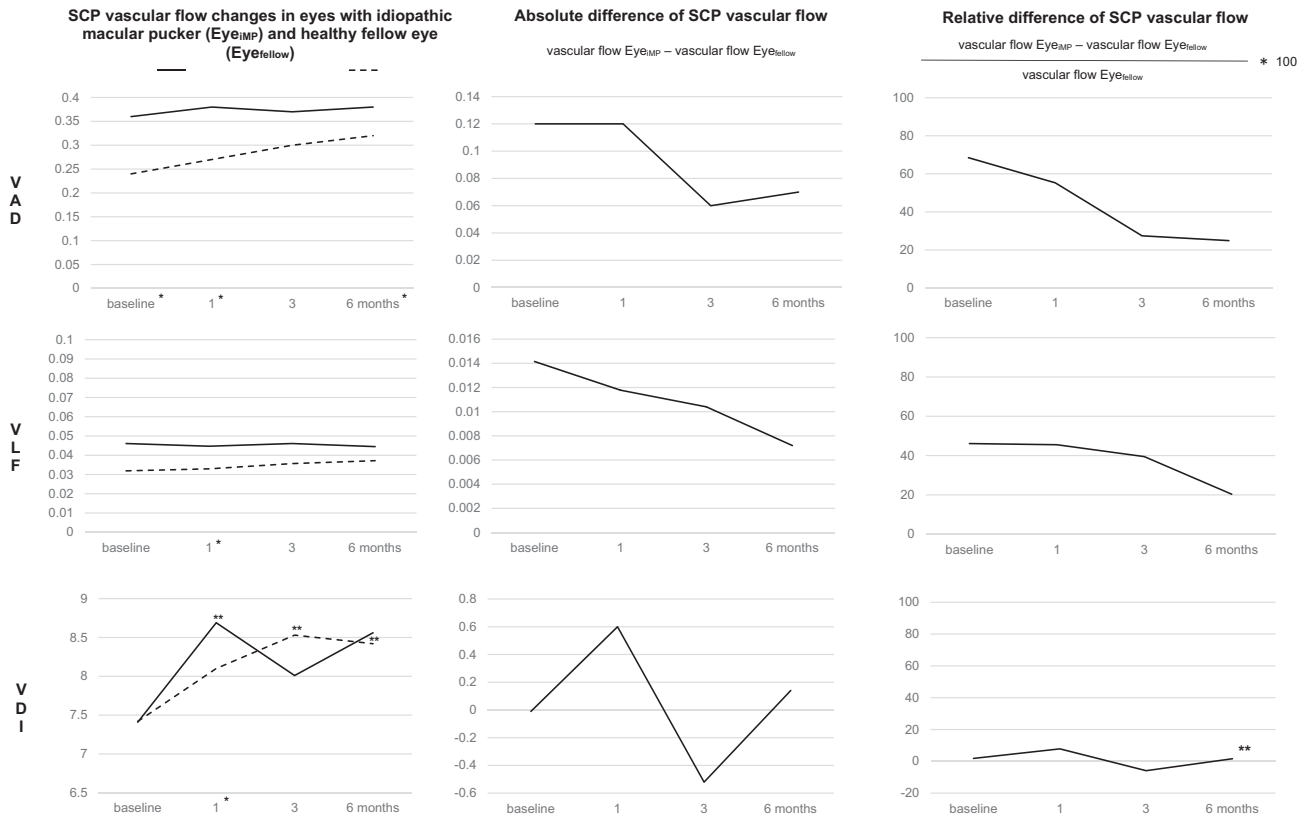 SCP vascular flow changes in eyes with idiopathic
macular pucker (EyeiMP) and healthy fellow eye
(Eyefellow)
Absolute difference of SCP vascular flow
vascular flow EyeiMP – vascular flow Eyefellow
Relative difference of SCP vascular flow
vascular flow EyeiMP – vascular flow Eyefellow
* 100
vascular flow Eyefellow
V
A
D
0.4
0.35
0.3
0.25
0.2
0.15
0.1
0.05
0
baseline * 1 * 3 6 months *
0.14
0.12
0.1
0.08
0.06
0.04
0.02
0
baseline 1 3 6 months
100
80
60
40
20
0
baseline 1 3 6 months
V
L
F
0.1
0.09
0.08
0.07
0.06
0.05
0.04
0.03
0.02
0.01
0
baseline 1 * 3 6 months
0.016
0.014
0.012
0.01
0.008
0.006
0.004
0.002
0
baseline 1 3 6 months
100
80
60
40
20
0
baseline 1 3 6 months
V
D
I
9
8.5
8
7.5
7
6.5
**
**
**
baseline 1 * 3 6 months
0.8
0.6
0.4
0.2
0
-0.2
-0.4
-0.6
baseline 1 3 6 months
100
80
60
40
20
0
-20
**
baseline 1 3 6 months